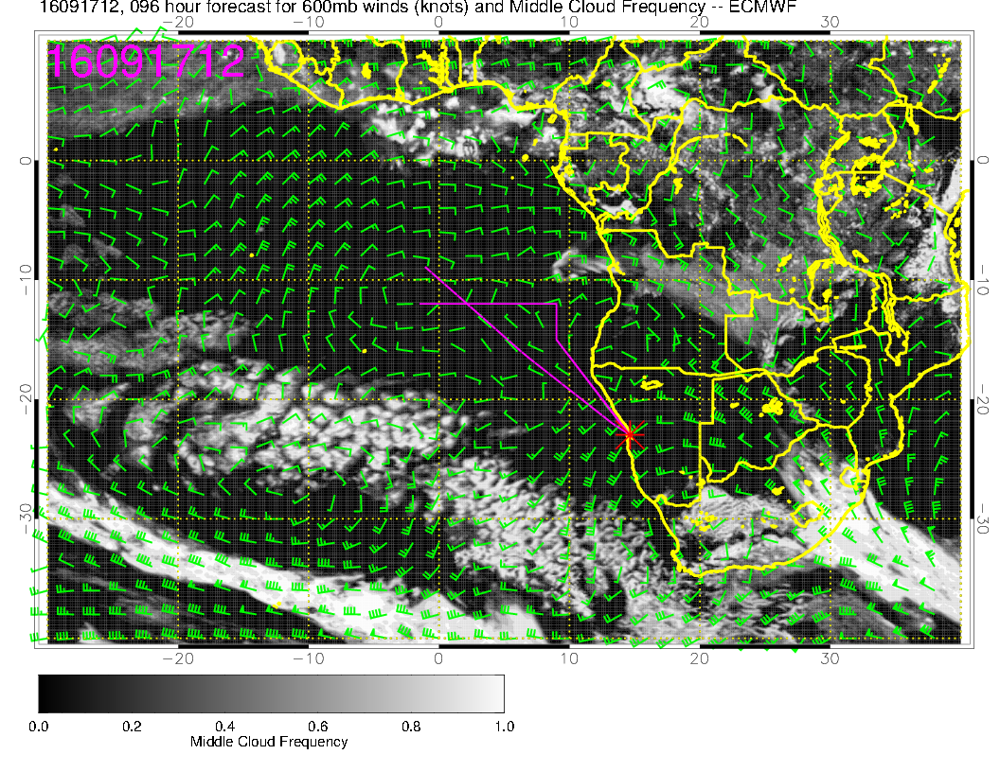 16091712, 096 hour forecast for 600mb winds (knots) and Middle Cloud Frequency -- ECMWF
−20 −10 0 10 20 30
16091712
0 0
−10 −10
−20 −20
−30 −30
−20 −10 0 10 20 30
0.0 0.2 0.4 0.6 0.8 1.0
Middle Cloud Frequency